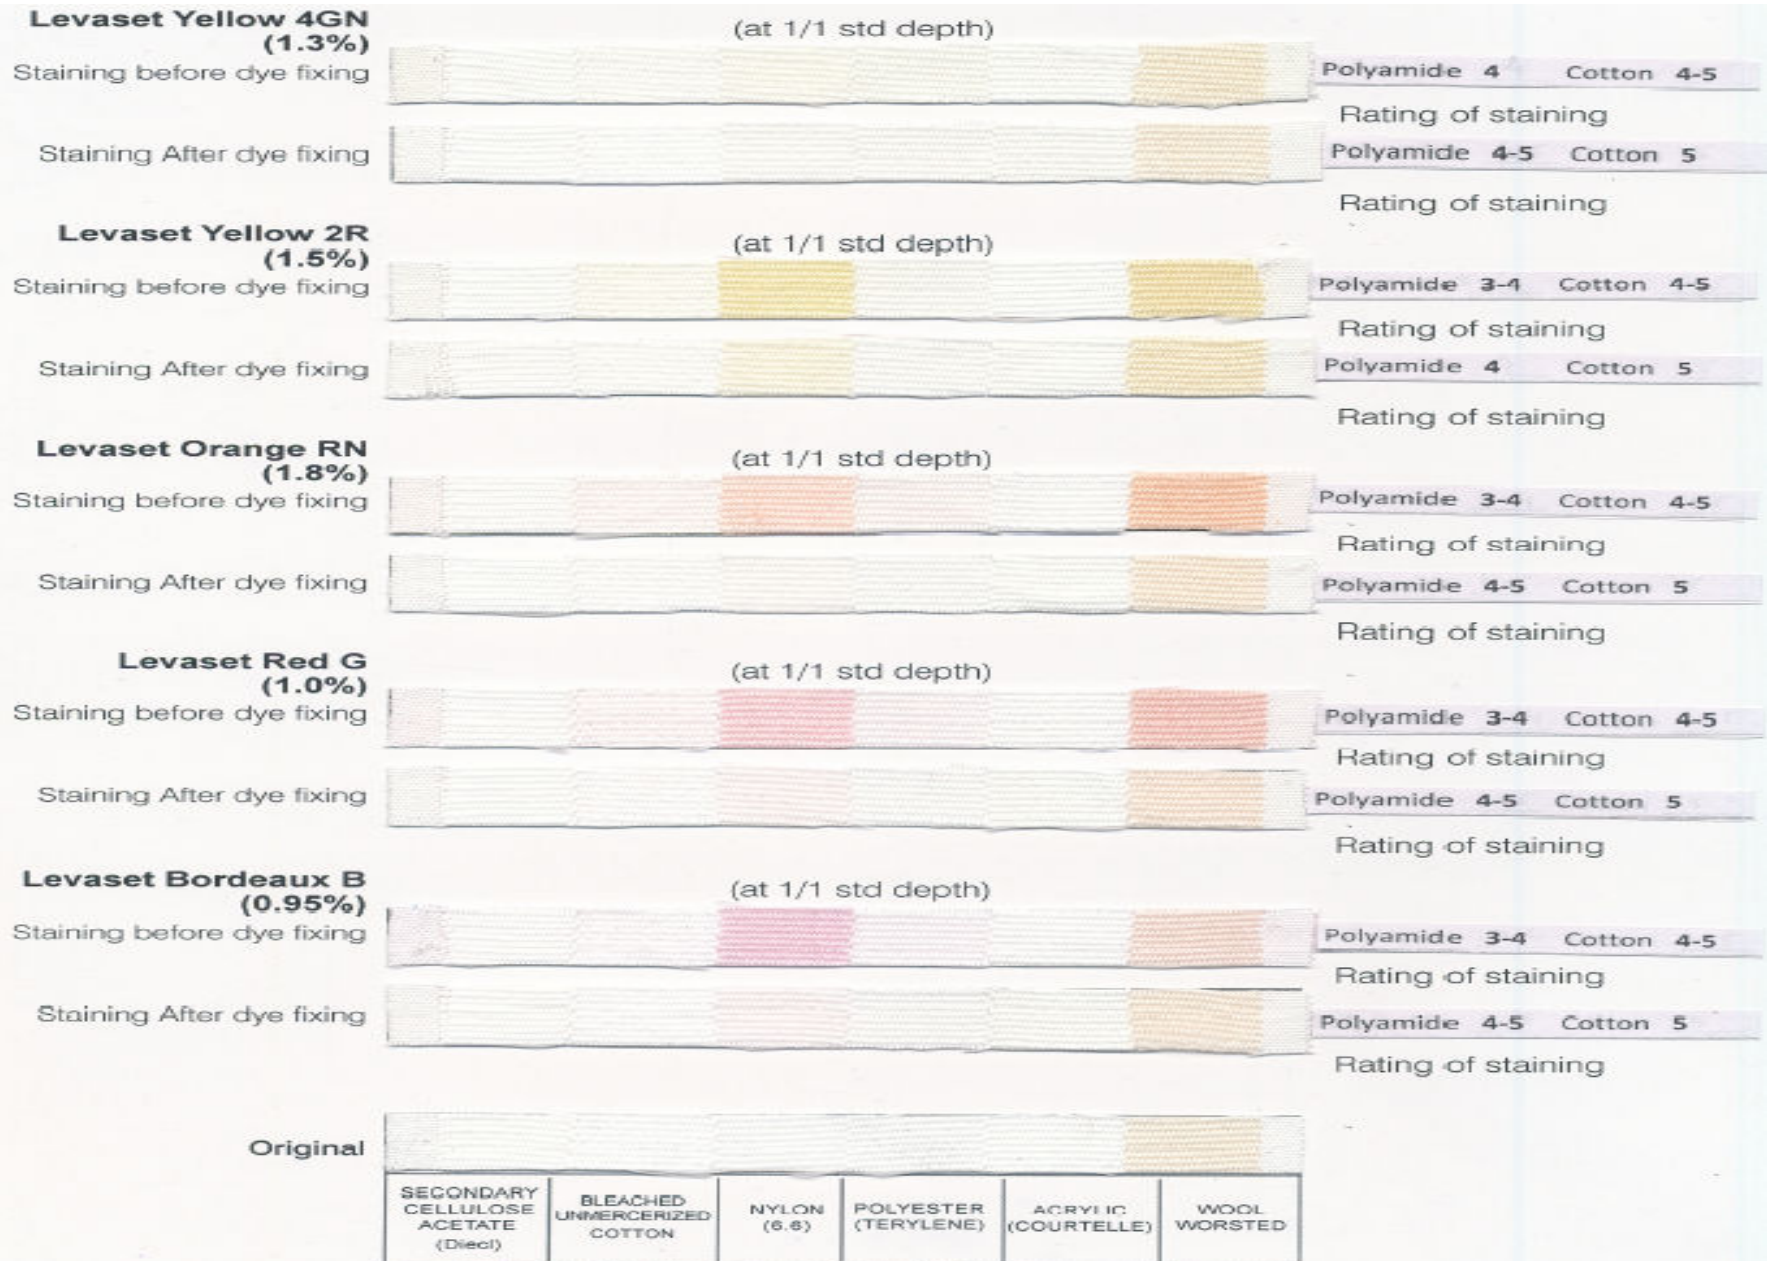 Levaset Yellow 4GN
(1.3%)
(at 1/1 std depth)
Staining before dye fixing
Polyamide 4 Cotton 4-5
Rating of staining
Staining After dye fixing
Polyamide 4-5 Cotton 5
Rating of staining
Levaset Yellow 2R
(1.5%)
(at 1/1 std depth)
Staining before dye fixing
Polyamide 3-4 Cotton 4-5
Rating of staining
Staining After dye fixing
Polyamide 4 Cotton 5
Rating of staining
Levaset Orange RN
(1.8%)
(at 1/1 std depth)
Staining before dye fixing
Polyamide 3-4 Cotton 4-5
Rating of staining
Staining After dye fixing
Polyamide 4-5 Cotton 5
Rating of staining
Levaset Red G
(1.0%)
(at 1/1 std depth)
Staining before dye fixing
Polyamide 3-4 Cotton 4-5
Rating of staining
Staining After dye fixing
Polyamide 4-5 Cotton 5
Rating of staining
Levaset Bordeaux B
(0.95%)
(at 1/1 std depth)
Staining before dye fixing
Polyamide 3-4 Cotton 4-5
Rating of staining
Staining After dye fixing
Polyamide 4-5 Cotton 5
Rating of staining
Original
SECONDARY
CELLULOSE
ACETATE
(Diecl)
BLEACHED
UNMERCERIZED
COTTON
NYLON
(6.6)
POLYESTER
(TERYLENE)
ACRYLIC
(COURTELLE)
WOOL
WORSTED